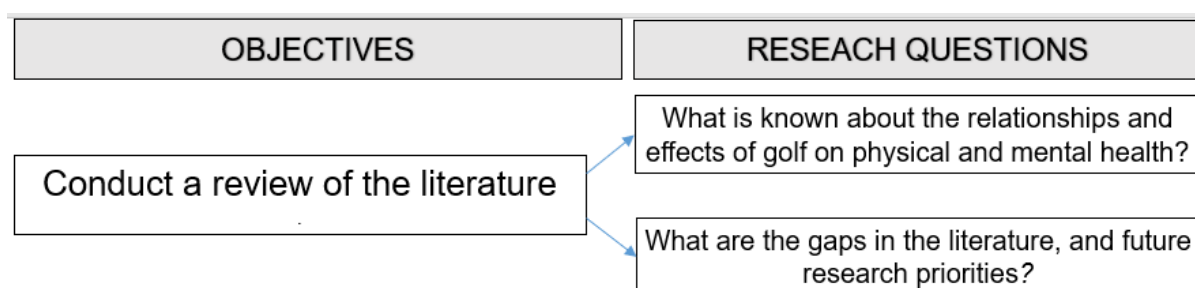 OBJECTIVES
RESEACH QUESTIONS
Conduct a review of the literature
.
What is known about the relationships and
effects of golf on physical and mental health?
What are the gaps in the literature, and future
research priorities?